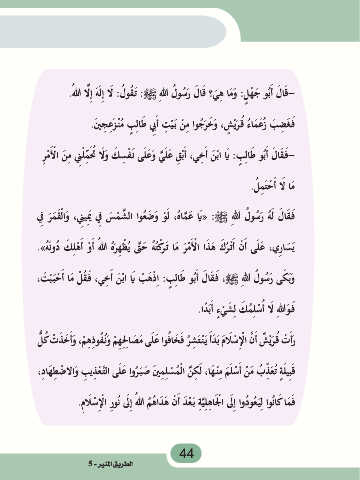 –قَالَ أَبُو جَهْلٍ: وَمَا هِيَ؟ قَالَ رَسُولُ اللهِ ﷺ: تَقُولُ: لَا إِلَهَ إِلَّا اللهُ.
فَغَضِبَ زُعَمَاءُ قُرَيْشٍ، وَخَرَجُوا مِنْ بَيْتِ أَبِي طَالِبٍ مُنْزَعِجِينَ.
–فَقَالَ أَبُو طَالِبٍ: يَا ابْنَ أَخِي، أَبْقِ عَلَيَّ وَعَلَى نَفْسِكَ وَلَا تُحَمِّلْنِي مِنَ الْأَمْرِ
مَا لَا أَحْتَمِلُ.
فَقَالَ لَهُ رَسُولُ اللهِ ﷺ: «يَا عَمَّاهُ، لَوْ وَضَعُوا الشَّمْسَ فِي يَمِينِي، وَالْقَمَرَ فِي
يَسَارِي، عَلَى أَنْ أَتْرُكَ هَذَا الْأَمْرَ مَا تَرَكْتُهُ حَتَّى يُظْهِرَهُ اللهُ أَوْ أَهْلِكَ دُونَهُ».
وَبَكَى رَسُولُ اللهِ ﷺ، فَقَالَ أَبُو طَالِبٍ: اِذْهَبْ يَا ابْنَ أَخِي، فَقُلْ مَا أَحْبَبْتَ،
فَوَاللهِ لَا أُسْلِمُكَ لِشَيْءٍ أَبَدًا.
رَأَتْ قُرَيْشٌ أَنَّ الْإِسْلَامَ بَدَأَ يَنْتَشِرُ فَخَافُوا عَلَى مَصَالِحِهِمْ وَنُفُوذِهِمْ، وَأَخَذَتْ كُلُّ
قَبِيلَةٍ تُعَذِّبُ مَنْ أَسْلَمَ مِنْهَا، لَكِنَّ الْمُسْلِمِينَ صَبَرُوا عَلَى التَّعْذِيبِ وَالِاضْطِهَادِ،
فَمَا كَانُوا لِيَعُودُوا إِلَى الْجَاهِلِيَّةِ بَعْدَ أَنْ هَدَاهُمُ اللهُ إِلَى نُورِ الْإِسْلَامِ.
44
الطريق المنير - 5